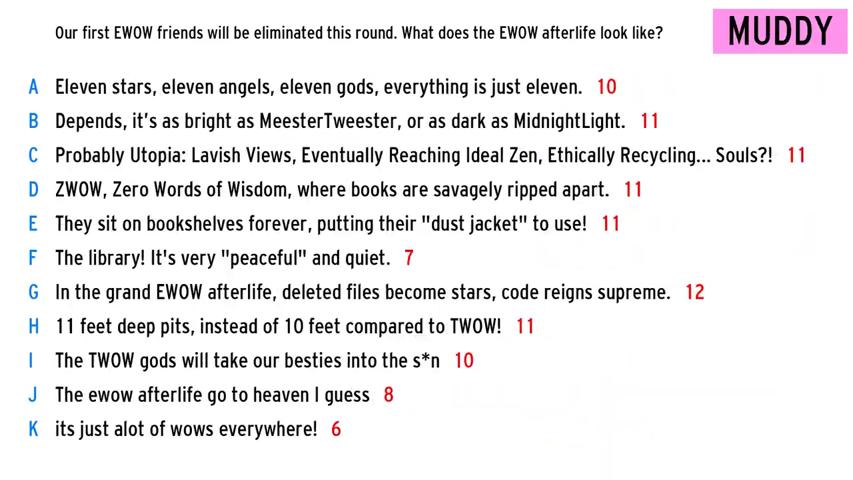 Our first EWOW friends will be eliminated this round. What does the EWOW afterlife look like?
MUDDY
A Eleven stars, eleven angels, eleven gods, everything is just eleven. 10
B Depends, it's as bright as MeesterTweester, or as dark as MidnightLight. 11
C Probably Utopia: Lavish Views, Eventually Reaching Ideal Zen, Ethically Recycling... Souls?! 11
D ZWOW, Zero Words of Wisdom, where books are savagely ripped apart. 11
E They sit on bookshelves forever, putting their "dust jacket" to use! 11
F The library! It's very "peaceful" and quiet. 7
G In the grand EWOW afterlife, deleted files become stars, code reigns supreme. 12
H 11 feet deep pits, instead of 10 feet compared to TWOW! 11
I The TWOW gods will take our besties into the s*n 10
J The ewow afterlife go to heaven I guess 8
K its just alot of wows everywhere! 6